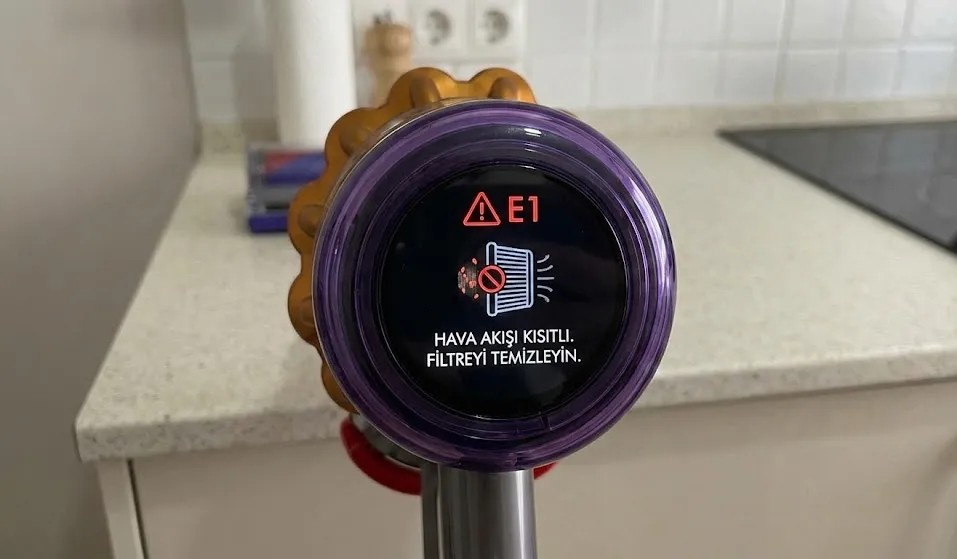 E1
HAVA AKIŞI KISITLI.
FİLTREYİ TEMİZLEYİN.